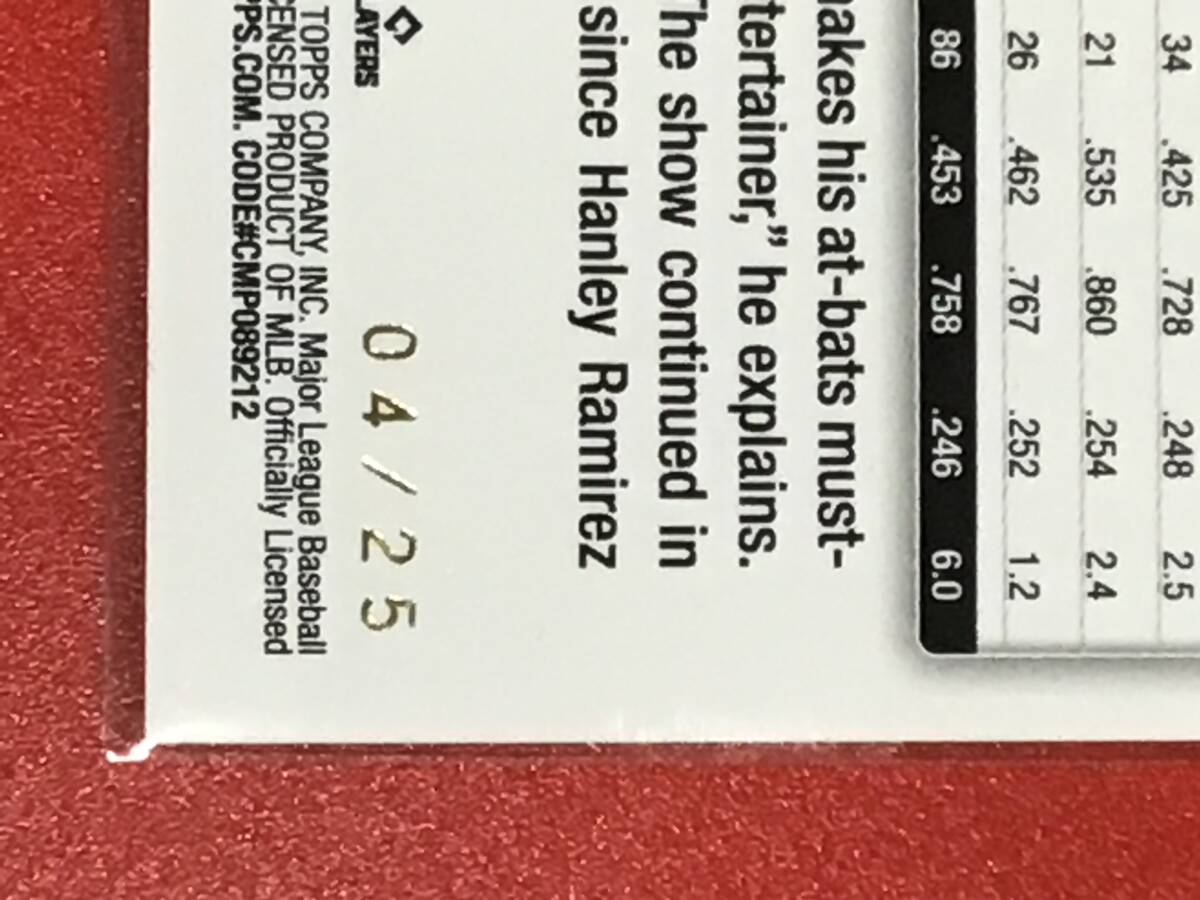 34 .425 .728 .248 2.5
21 .535 .860 .254 2.4
26 .462 .767 .252 1.2
86 .453 .758 .246 6.0
makes his at-bats must-
tertainer,” he explains.
The show continued in
since Hanley Ramirez
04/25
LAYERS
TOPPS COMPANY, INC. Major League Baseball
CENSED PRODUCT OF MLB. Officially Licensed
PPS.COM. CODE#CMP089212